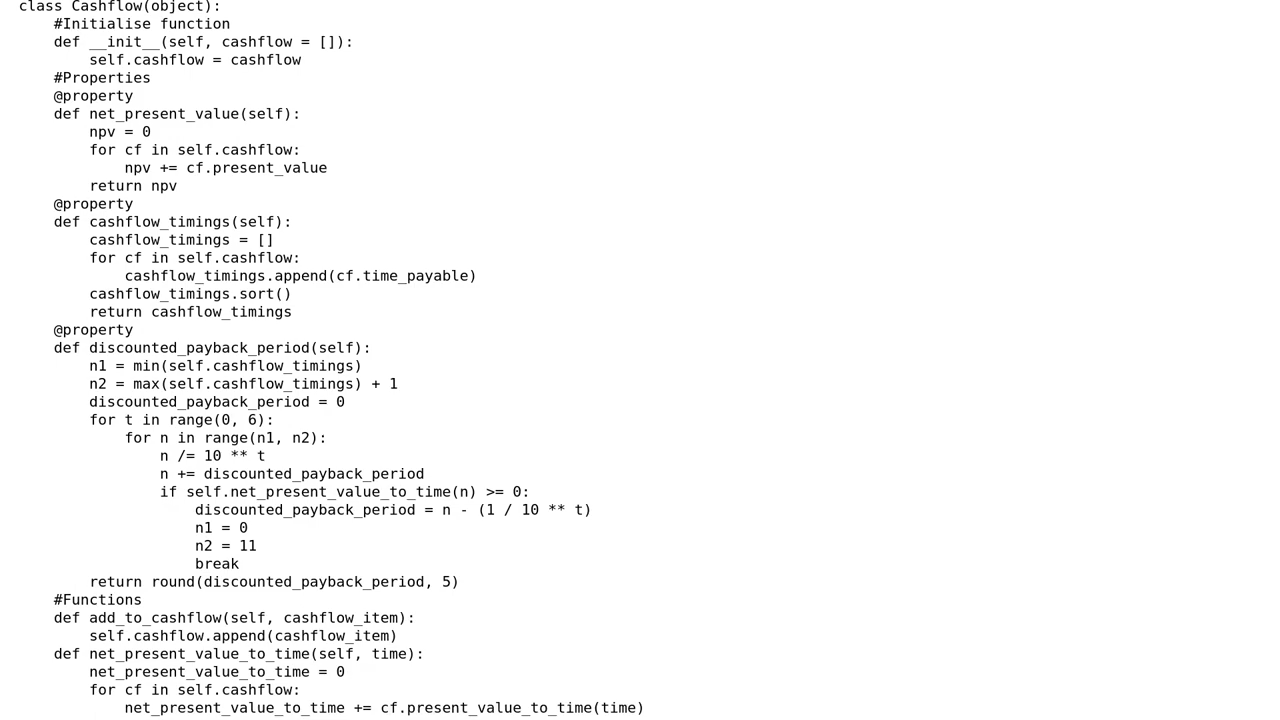 class Cashflow(object):
    #Initialise function
    def __init__(self, cashflow = []):
        self.cashflow = cashflow
    #Properties
    @property
    def net_present_value(self):
        npv = 0
        for cf in self.cashflow:
            npv += cf.present_value
        return npv
    @property
    def cashflow_timings(self):
        cashflow_timings = []
        for cf in self.cashflow:
            cashflow_timings.append(cf.time_payable)
        cashflow_timings.sort()
        return cashflow_timings
    @property
    def discounted_payback_period(self):
        n1 = min(self.cashflow_timings)
        n2 = max(self.cashflow_timings) + 1
        discounted_payback_period = 0
        for t in range(0, 6):
            for n in range(n1, n2):
                n /= 10 ** t
                n += discounted_payback_period
                if self.net_present_value_to_time(n) >= 0:
                    discounted_payback_period = n - (1 / 10 ** t)
                    n1 = 0
                    n2 = 11
                    break
        return round(discounted_payback_period, 5)
    #Functions
    def add_to_cashflow(self, cashflow_item):
        self.cashflow.append(cashflow_item)
    def net_present_value_to_time(self, time):
        net_present_value_to_time = 0
        for cf in self.cashflow:
            net_present_value_to_time += cf.present_value_to_time(time)